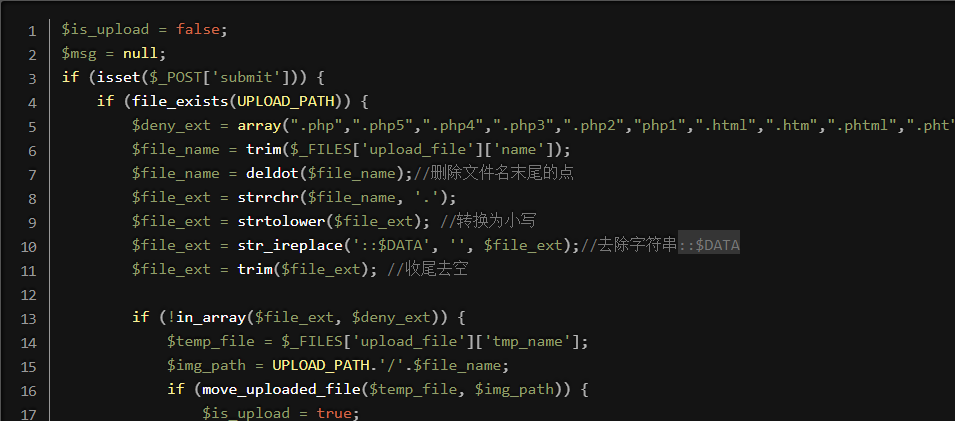 1 $is_upload = false;
2 $msg = null;
3 if (isset($_POST['submit'])) {
4 if (file_exists(UPLOAD_PATH)) {
5 $deny_ext = array(".php",".php5",".php4",".php3",".php2","php1",".html",".htm",".phtml",".pht"
6 $file_name = trim($_FILES['upload_file']['name']);
7 $file_name = deldot($file_name);//删除文件名末尾的点
8 $file_ext = strrchr($file_name, '.');
9 $file_ext = strtolower($file_ext); //转换为小写
10 $file_ext = str_ireplace('::$DATA', '', $file_ext);//去除字符串::$DATA
11 $file_ext = trim($file_ext); //收尾去空
12
13 if (!in_array($file_ext, $deny_ext)) {
14 $temp_file = $_FILES['upload_file']['tmp_name'];
15 $img_path = UPLOAD_PATH.'/'.$file_name;
16 if (move_uploaded_file($temp_file, $img_path)) {
17 $is_upload = true;